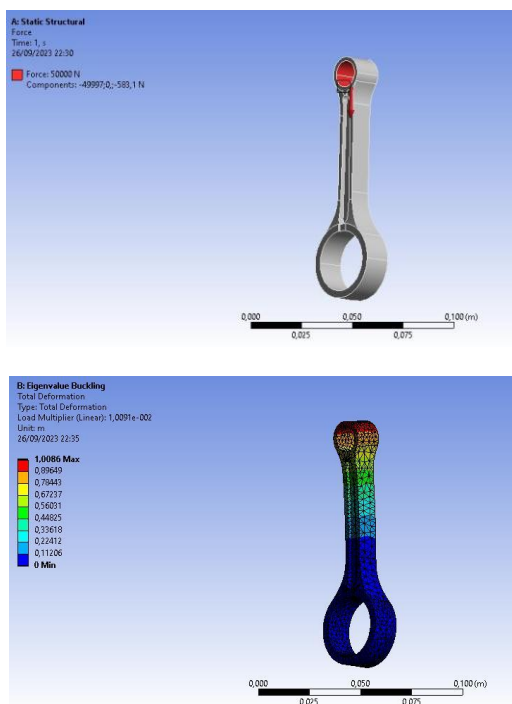 A: Static Structural
Force
Time: 1, s
26/09/2023 22:30
Force: 50000 N
Components: -49997;0,;-583,1 N
0,000 0,050 0,100 (m)
0,025 0,075
B: Eigenvalue Buckling
Total Deformation
Type: Total Deformation
Load Multiplier (Linear): 1,0091e-002
Unit: m
26/09/2023 22:35
1,0086 Max
0,89649
0,78443
0,67237
0,56031
0,44825
0,33618
0,22412
0,11206
0 Min
0,000 0,050 0,100 (m)
0,025 0,075